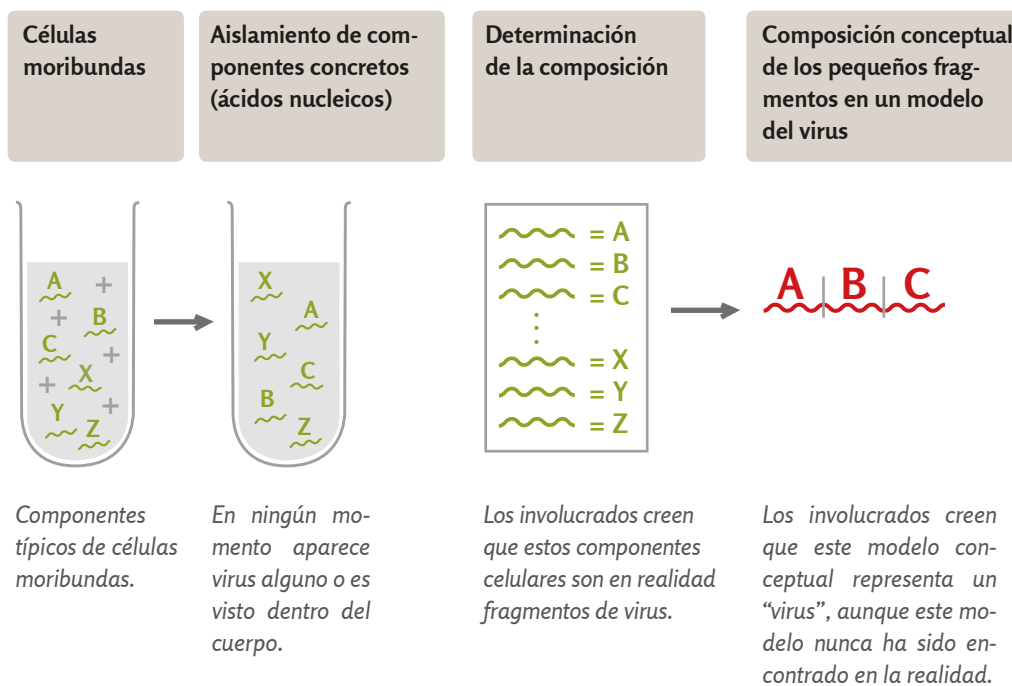 Células
moribundas
Aislamiento de com-
ponentes concretos
(ácidos nucleicos)
Determinación
de la composición
Composición conceptual
de los pequeños frag-
mentos en un modelo
del virus
A
+
+
B
C
+
X
+
+
Y
Z
X
A
Y
C
B
Z
= A
= B
= C
= X
= Y
= Z
A B C
Componentes
típicos de células
moribundas.
En ningún mo-
mento aparece
virus alguno o es
visto dentro del
cuerpo.
Los involucrados creen
que estos componentes
celulares son en realidad
fragmentos de virus.
Los involucrados creen
que este modelo con-
ceptual representa un
“virus”, aunque este mo-
delo nunca ha sido en-
contrado en la realidad.